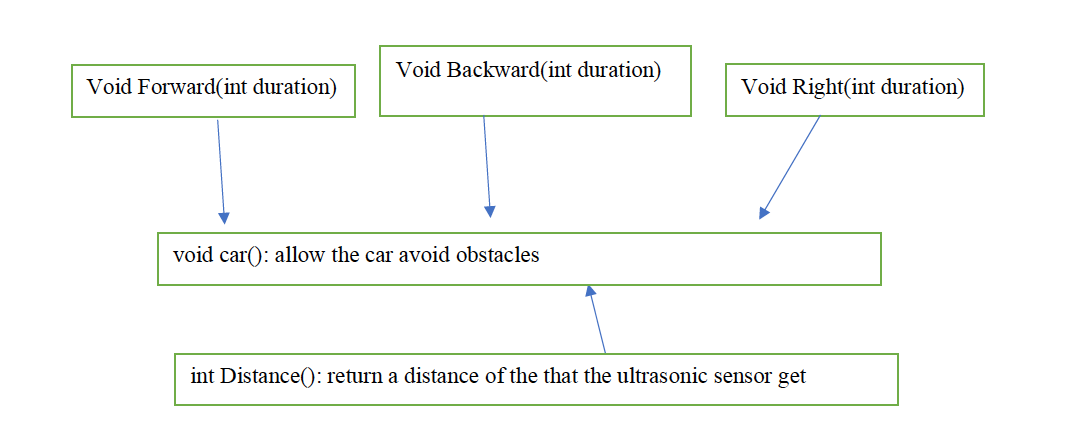 Void Forward(int duration)
Void Backward(int duration)
Void Right(int duration)
void car(): allow the car avoid obstacles
int Distance(): return a distance of the that the ultrasonic sensor get